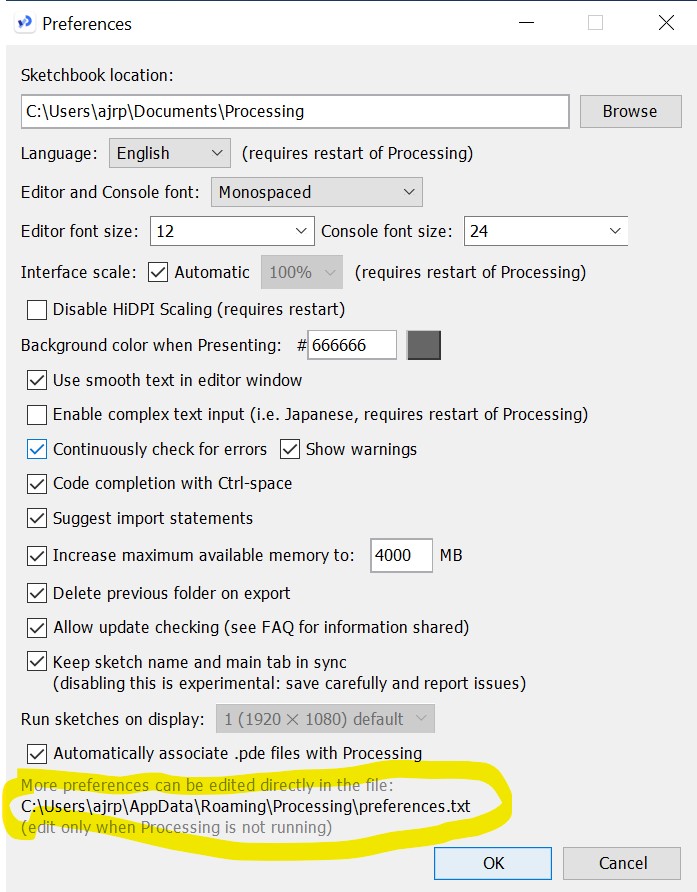 Preferences
Sketchbook location:
C:\Users\ajrp\Documents\Processing Browse
Language: English (requires restart of Processing)
Editor and Console font: Monospaced
Editor font size: 12 Console font size: 24
Interface scale: Automatic 100% (requires restart of Processing)
Disable HiDPI Scaling (requires restart)
Background color when Presenting: #666666
Use smooth text in editor window
Enable complex text input (i.e. Japanese, requires restart of Processing)
Continuously check for errors Show warnings
Code completion with Ctrl-space
Suggest import statements
Increase maximum available memory to: 4000 MB
Delete previous folder on export
Allow update checking (see FAQ for information shared)
Keep sketch name and main tab in sync
(disabling this is experimental: save carefully and report issues)
Run sketches on display: 1 (1920 × 1080) default
Automatically associate .pde files with Processing
More preferences can be edited directly in the file:
C:\Users\ajrp\AppData\Roaming\Processing\preferences.txt
(edit only when Processing is not running)
OK Cancel